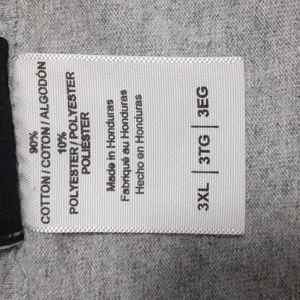 90%
COTTON / COTON / ALGODÓN
10%
POLYESTER / POLYESTER
POLIÉSTER
Made in Honduras
Fabriqué au Honduras
Hecho en Honduras
3XL | 3TG | 3EG